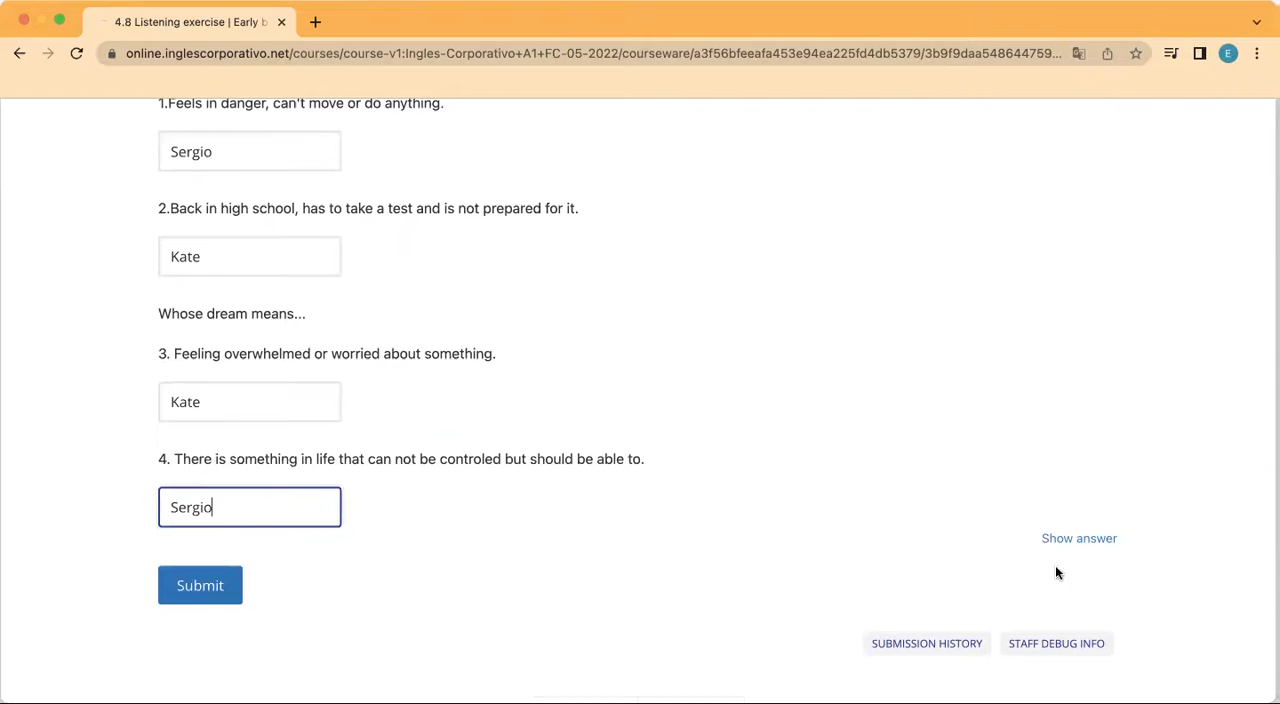 4.8 Listening exercise | Early b
online.inglescorporativo.net/courses/course-v1:Ingles-Corporativo+A1+FC-05-2022/courseware/a3f56bfeeafa453e94ea225fd4db5379/3b9f9daa548644759...
E
1.Feels in danger, can't move or do anything.
Sergio
2.Back in high school, has to take a test and is not prepared for it.
Kate
Whose dream means...
3. Feeling overwhelmed or worried about something.
Kate
4. There is something in life that can not be controled but should be able to.
Sergio
Show answer
Submit
SUBMISSION HISTORY
STAFF DEBUG INFO